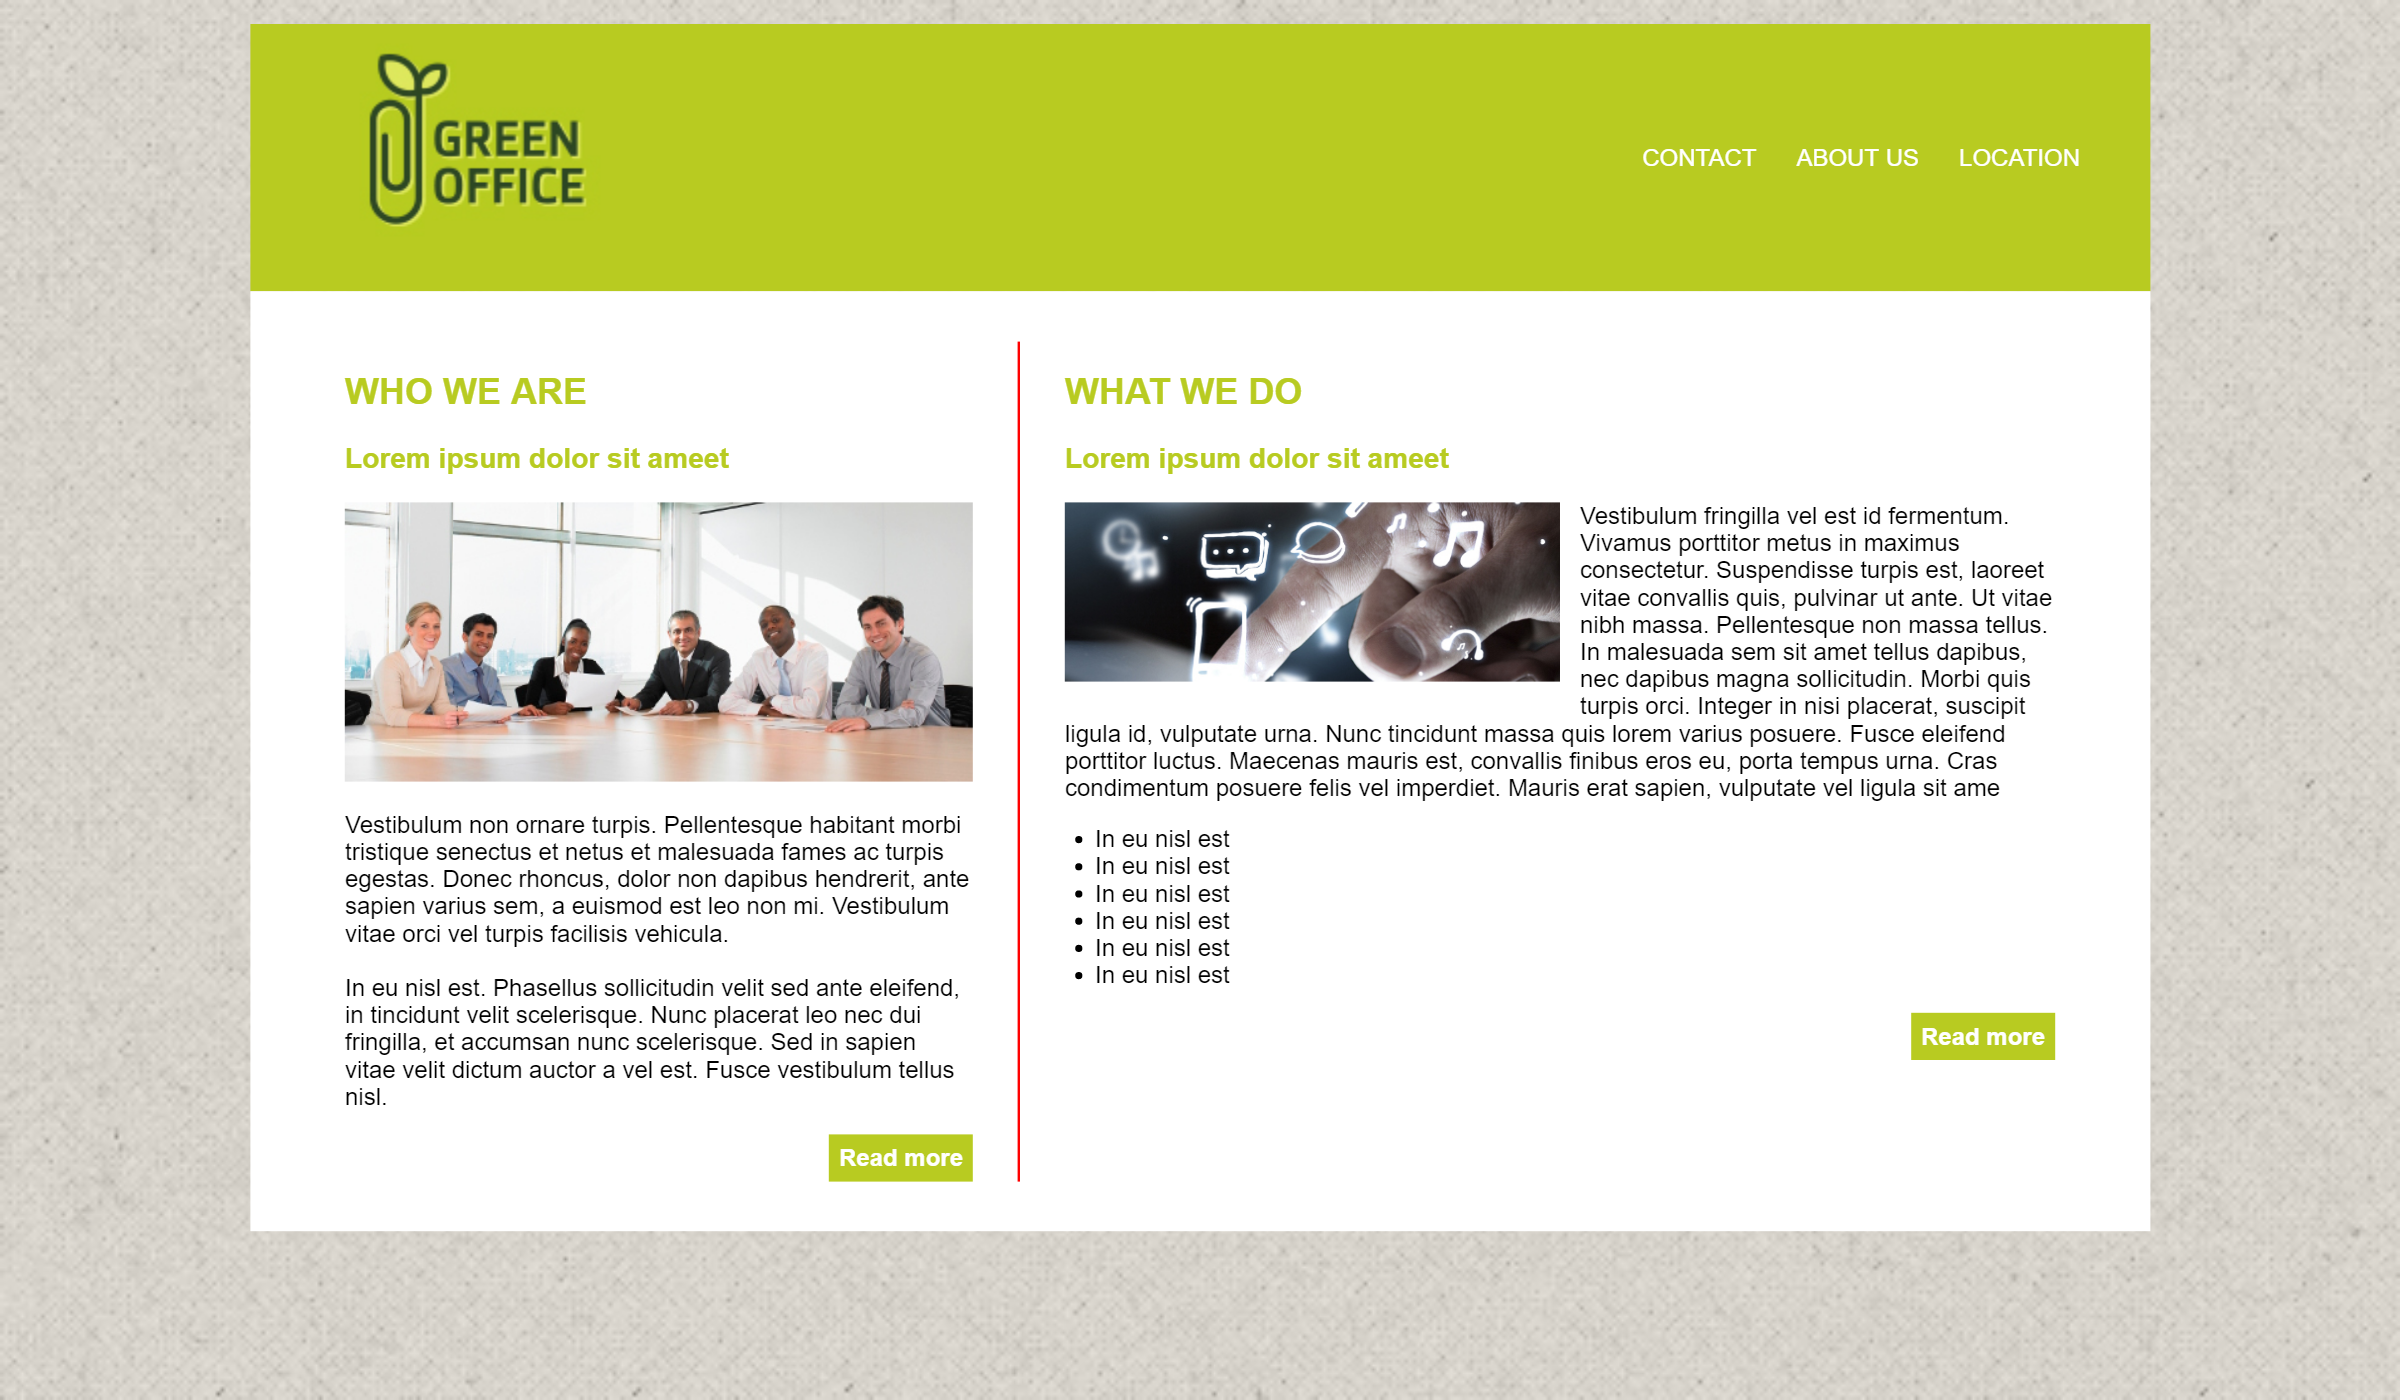 GREEN
OFFICE
CONTACT ABOUT US LOCATION
WHO WE ARE
Lorem ipsum dolor sit ameet
Vestibulum non ornare turpis. Pellentesque habitant morbi
tristique senectus et netus et malesuada fames ac turpis
egestas. Donec rhoncus, dolor non dapibus hendrerit, ante
sapien varius sem, a euismod est leo non mi. Vestibulum
vitae orci vel turpis facilisis vehicula.
In eu nisl est. Phasellus sollicitudin velit sed ante eleifend,
in tincidunt velit scelerisque. Nunc placerat leo nec dui
fringilla, et accumsan nunc scelerisque. Sed in sapien
vitae velit dictum auctor a vel est. Fusce vestibulum tellus
nisl.
Read more
WHAT WE DO
Lorem ipsum dolor sit ameet
Vestibulum fringilla vel est id fermentum.
Vivamus porttitor metus in maximus
consectetur. Suspendisse turpis est, laoreet
vitae convallis quis, pulvinar ut ante. Ut vitae
nibh massa. Pellentesque non massa tellus.
In malesuada sem sit amet tellus dapibus,
nec dapibus magna sollicitudin. Morbi quis
turpis orci. Integer in nisi placerat, suscipit
ligula id, vulputate urna. Nunc tincidunt massa quis lorem varius posuere. Fusce eleifend
porttitor luctus. Maecenas mauris est, convallis finibus eros eu, porta tempus urna. Cras
condimentum posuere felis vel imperdiet. Mauris erat sapien, vulputate vel ligula sit ame
• In eu nisl est
• In eu nisl est
• In eu nisl est
• In eu nisl est
• In eu nisl est
• In eu nisl est
Read more